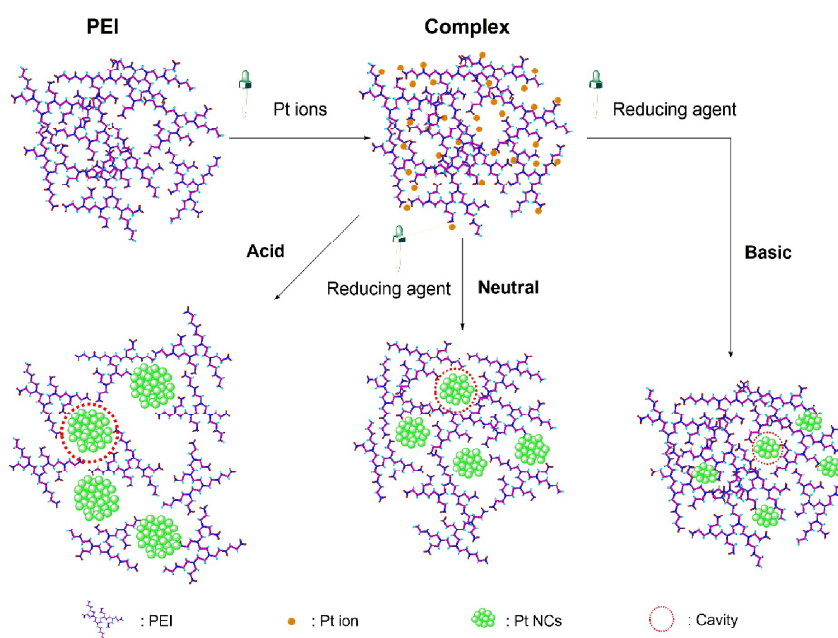 PEI
Complex
Pt ions
Reducing agent
Acid
Reducing agent
Neutral
Basic
: PEI
: Pt ion
: Pt NCs
: Cavity